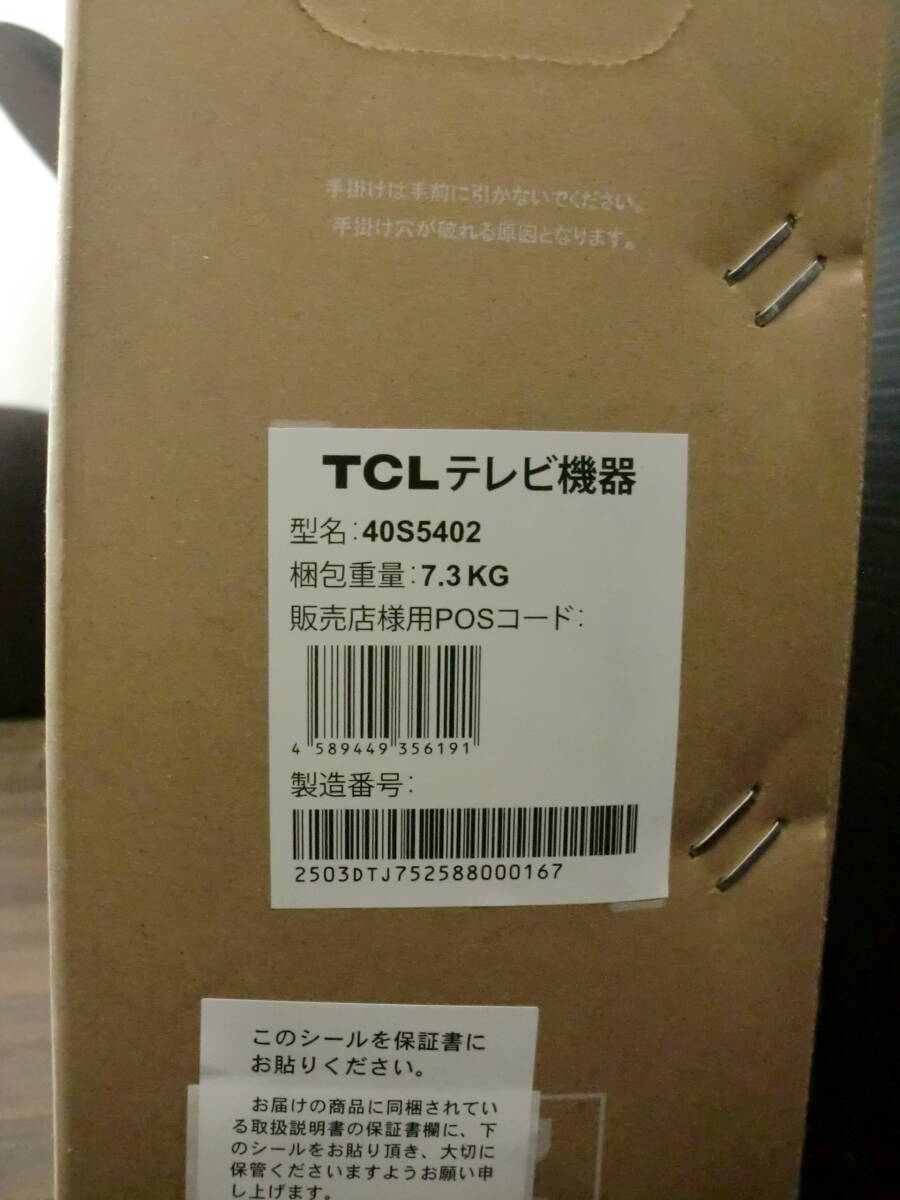 手掛けは手前に引かないでください。
手掛け穴が破れる原因となります。
TCLテレビ機器
型名:40S5402
梱包重量:7.3KG
販売店様用POSコード:
4 589449 356191
製造番号:
2503DTJ752588000167
このシールを保証書に
お貼りください。
お届けの商品に同梱されてい
る取扱説明書の保証書欄に、下
のシールをお貼り頂き、大切に
保管くださいますようお願い申
し上げます。